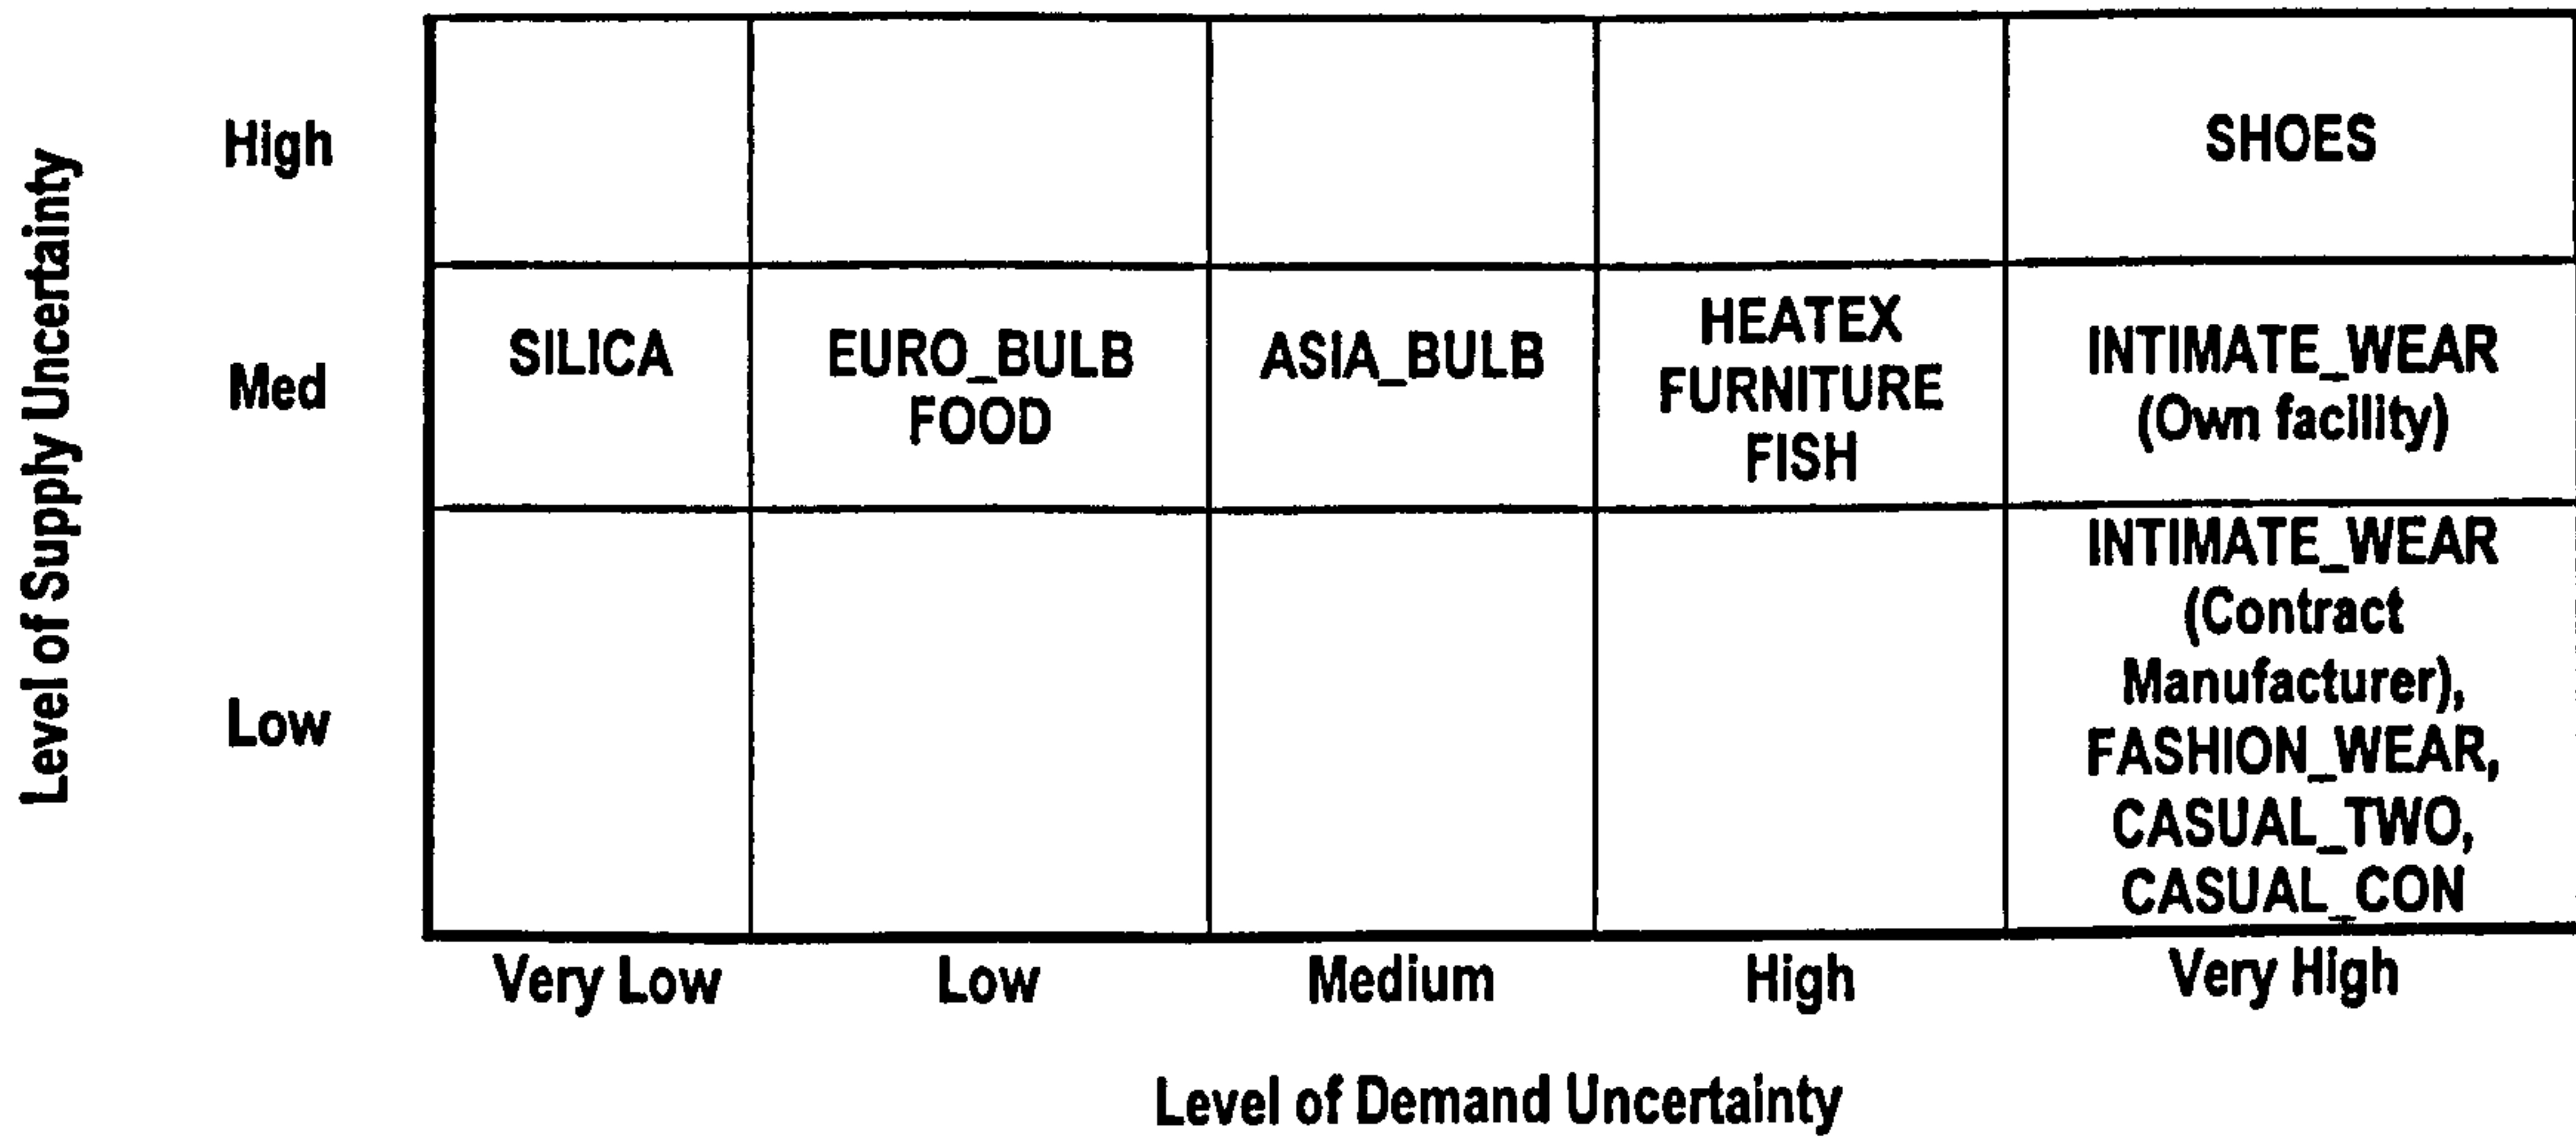 Level of Supply Uncertainty
High
SHOES
Med
SILICA
EURO_BULB
FOOD
ASIA_BULB
HEATEX
FURNITURE
FISH
INTIMATE_WEAR
(Own facility)
Low
INTIMATE_WEAR
(Contract
Manufacturer),
FASHION_WEAR,
CASUAL_TWO,
CASUAL_CON
Very Low
Low
Medium
High
Very High
Level of Demand Uncertainty